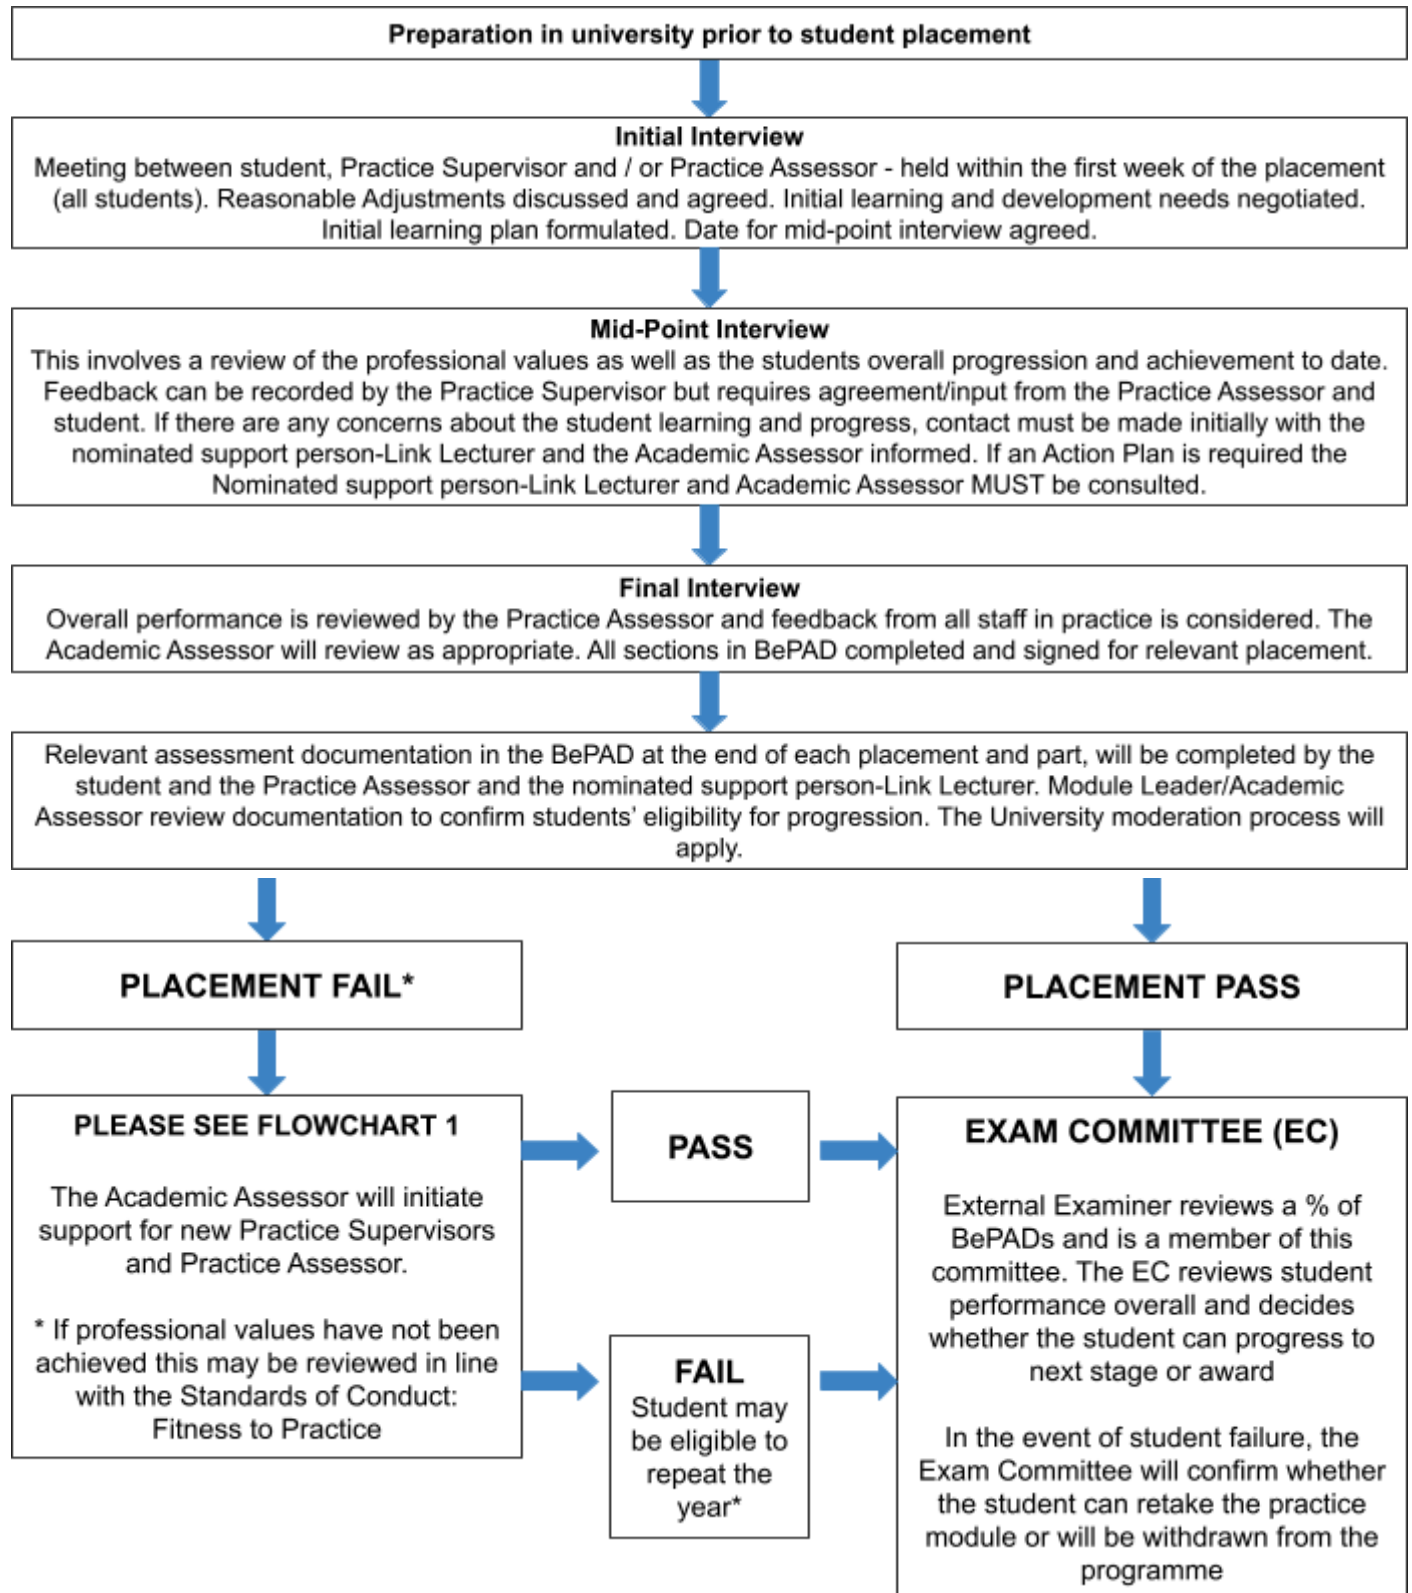 Preparation in university prior to student placement
Initial Interview
Meeting between student, Practice Supervisor and / or Practice Assessor - held within the first week of the placement
(all students). Reasonable Adjustments discussed and agreed. Initial learning and development needs negotiated.
Initial learning plan formulated. Date for mid-point interview agreed.
Mid-Point Interview
This involves a review of the professional values as well as the students overall progression and achievement to date.
Feedback can be recorded by the Practice Supervisor but requires agreement/input from the Practice Assessor and
student. If there are any concerns about the student learning and progress, contact must be made initially with the
nominated support person-Link Lecturer and the Academic Assessor informed. If an Action Plan is required the
Nominated support person-Link Lecturer and Academic Assessor MUST be consulted.
Final Interview
Overall performance is reviewed by the Practice Assessor and feedback from all staff in practice is considered. The
Academic Assessor will review as appropriate. All sections in BePAD completed and signed for relevant placement.
Relevant assessment documentation in the BePAD at the end of each placement and part, will be completed by the
student and the Practice Assessor and the nominated support person-Link Lecturer. Module Leader/Academic
Assessor review documentation to confirm students' eligibility for progression. The University moderation process will
apply.
PLACEMENT FAIL*
PLACEMENT PASS
PLEASE SEE FLOWCHART 1
The Academic Assessor will initiate
support for new Practice Supervisors
and Practice Assessor.
* If professional values have not been
achieved this may be reviewed in line
with the Standards of Conduct:
Fitness to Practice
PASS
FAIL
Student may
be eligible to
repeat the
year*
EXAM COMMITTEE (EC)
External Examiner reviews a % of
BePADs and is a member of this
committee. The EC reviews student
performance overall and decides
whether the student can progress to
next stage or award
In the event of student failure, the
Exam Committee will confirm whether
the student can retake the practice
module or will be withdrawn from the
programme